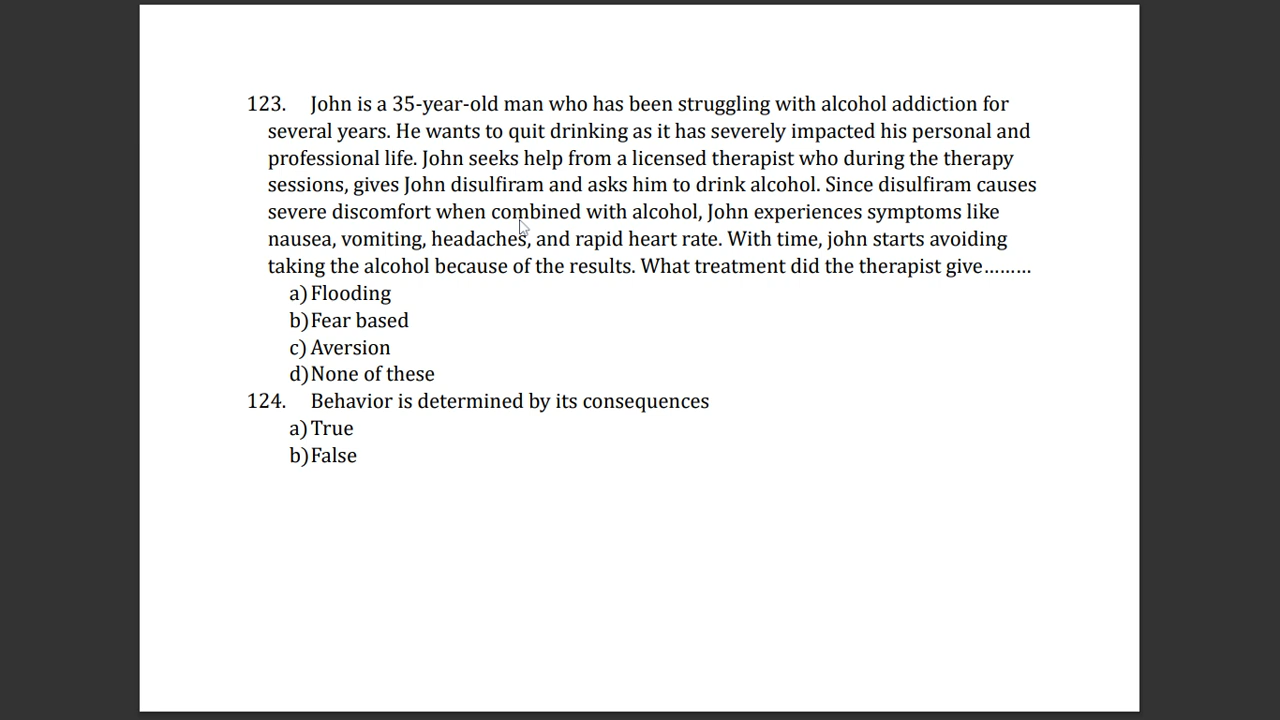 123. John is a 35-year-old man who has been struggling with alcohol addiction for
several years. He wants to quit drinking as it has severely impacted his personal and
professional life. John seeks help from a licensed therapist who during the therapy
sessions, gives John disulfiram and asks him to drink alcohol. Since disulfiram causes
severe discomfort when combined with alcohol, John experiences symptoms like
nausea, vomiting, headaches, and rapid heart rate. With time, john starts avoiding
taking the alcohol because of the results. What treatment did the therapist give.........
a) Flooding
b) Fear based
c) Aversion
d) None of these
124. Behavior is determined by its consequences
a) True
b) False